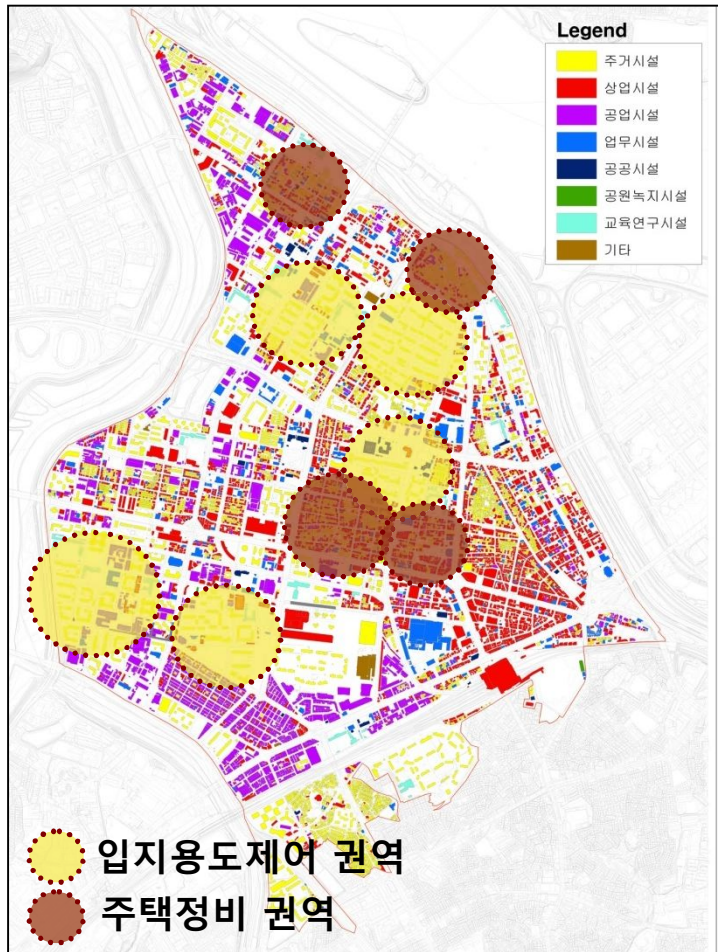 Legend
주거시설
상업시설
공업시설
업무시설
공공시설
공원녹지시설
교육연구시설
기타
입지용도제어 권역
주택정비 권역